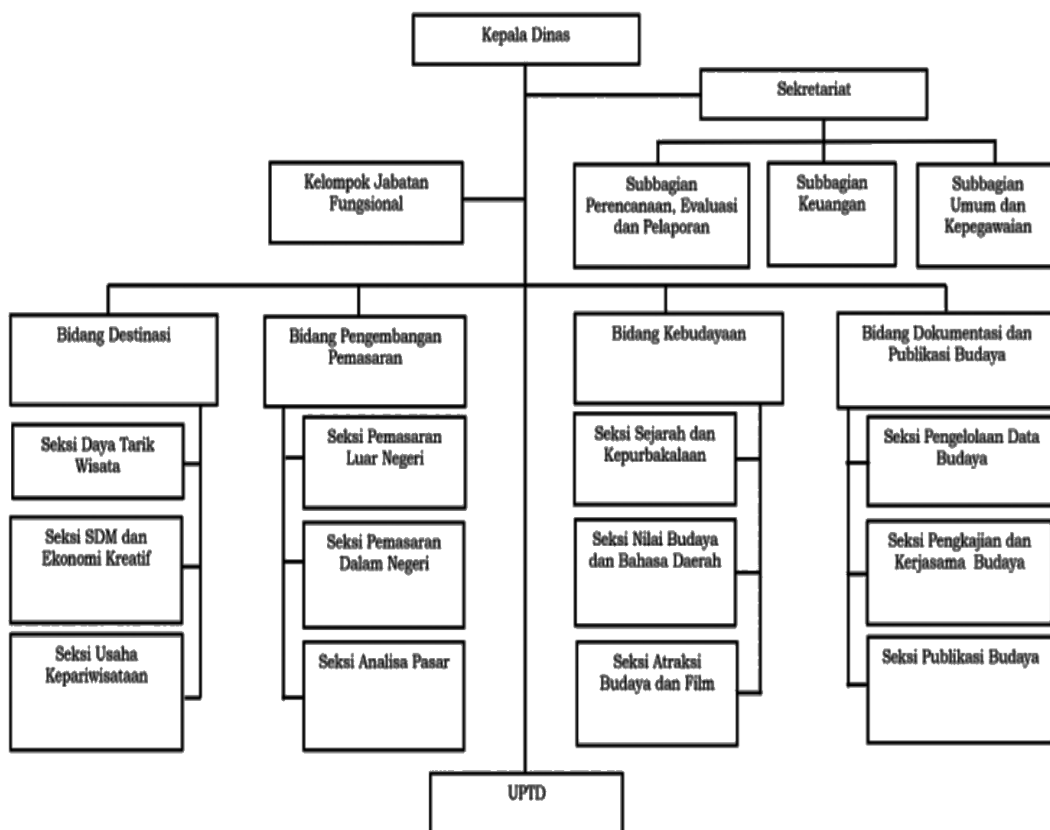 Kepala Dinas
Sekretariat
Kelompok Jabatan
Fungsional
Subbagian
Perencanaan, Evaluasi
dan Pelaporan
Subbagian
Keuangan
Subbagian
Umum dan
Kepegawaian
Bidang Destinasi
Bidang Pengembangan
Pemasaran
Bidang Kebudayaan
Bidang Dokumentasi dan
Publikasi Budaya
Seksi Daya Tarik
Wisata
Seksi SDM dan
Ekonomi Kreatif
Seksi Usaha
Kepariwisataan
Seksi Pemasaran
Luar Negeri
Seksi Pemasaran
Dalam Negeri
Seksi Analisa Pasar
Seksi Sejarah dan
Kepurbakalaan
Seksi Nilai Budaya
dan Bahasa Daerah
Seksi Atraksi
Budaya dan Film
Seksi Pengelolaan Data
Budaya
Seksi Pengkajian dan
Kerjasama Budaya
Seksi Publikasi Budaya
UPTD